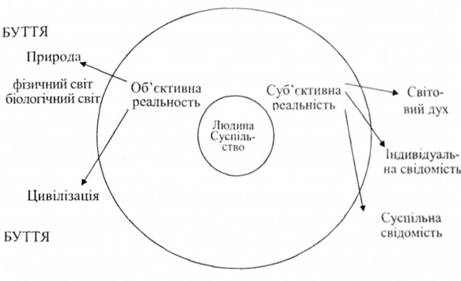 БУТТЯ
Природа
фізичний світ
біологічний світ
Об’єктивна
реальность
Людина
Суспіль-
ство
Суб’єктивна
реальність
Світо-
вий дух
Індивідуаль-
на свідомість
Суспільна
свідомість
Цивілізація
БУТТЯ